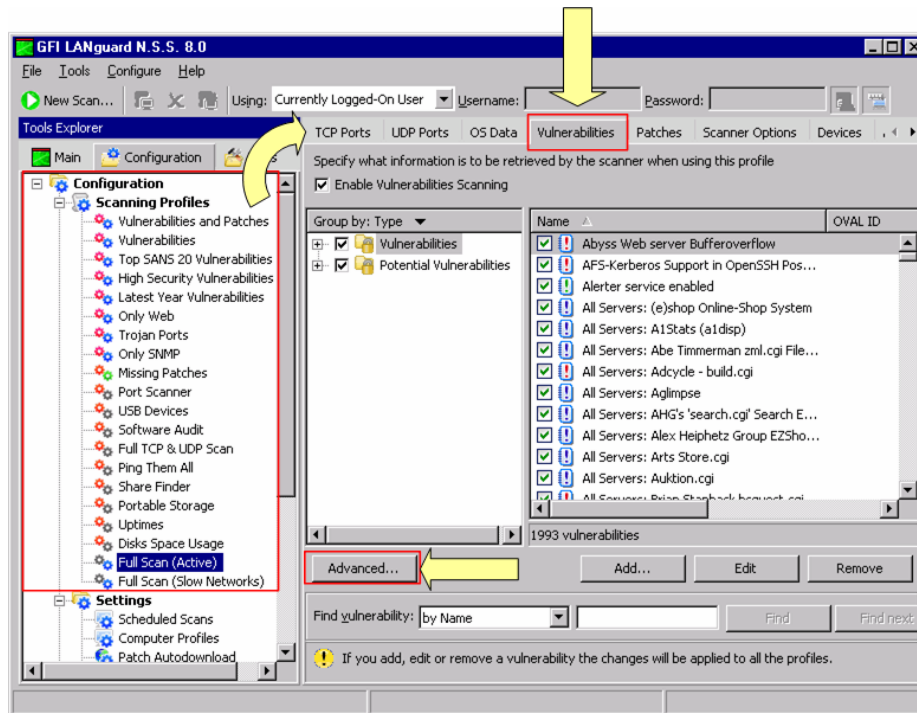 GFI LANguard N.S.S. 8.0
File Tools Configure Help
New Scan... Using: Currently Logged-On User Username: Password:
Tools Explorer
Main Configuration
TCP Ports UDP Ports OS Data Vulnerabilities Patches Scanner Options Devices
Specify what information is to be retrieved by the scanner when using this profile
Enable Vulnerabilities Scanning
Configuration
Scanning Profiles
Vulnerabilities and Patches
Vulnerabilities
Top SANS 20 Vulnerabilities
High Security Vulnerabilities
Latest Year Vulnerabilities
Only Web
Trojan Ports
Only SNMP
Missing Patches
Port Scanner
USB Devices
Software Audit
Full TCP & UDP Scan
Ping Them All
Share Finder
Portable Storage
Uptimes
Disks Space Usage
Full Scan (Active)
Full Scan (Slow Networks)
Settings
Scheduled Scans
Computer Profiles
Patch Autodownload
Group by: Type
Vulnerabilities
Potential Vulnerabilities
Name OVAL ID
Abyss Web server Bufferoverflow
AFS-Kerberos Support in OpenSSH Pos...
Alerter service enabled
All Servers: (e)shop Online-Shop System
All Servers: A1Stats (a1disp)
All Servers: Abe Timmerman zml.cgi File...
All Servers: Adcycle - build.cgi
All Servers: Aglimpse
All Servers: AHG's 'search.cgi' Search E...
All Servers: Alex Heiphetz Group EZSho...
All Servers: Arts Store.cgi
All Servers: Auktion.cgi
1993 vulnerabilities
Advanced... Add... Edit Remove
Find vulnerability: by Name Find Find next
If you add, edit or remove a vulnerability the changes will be applied to all the profiles.